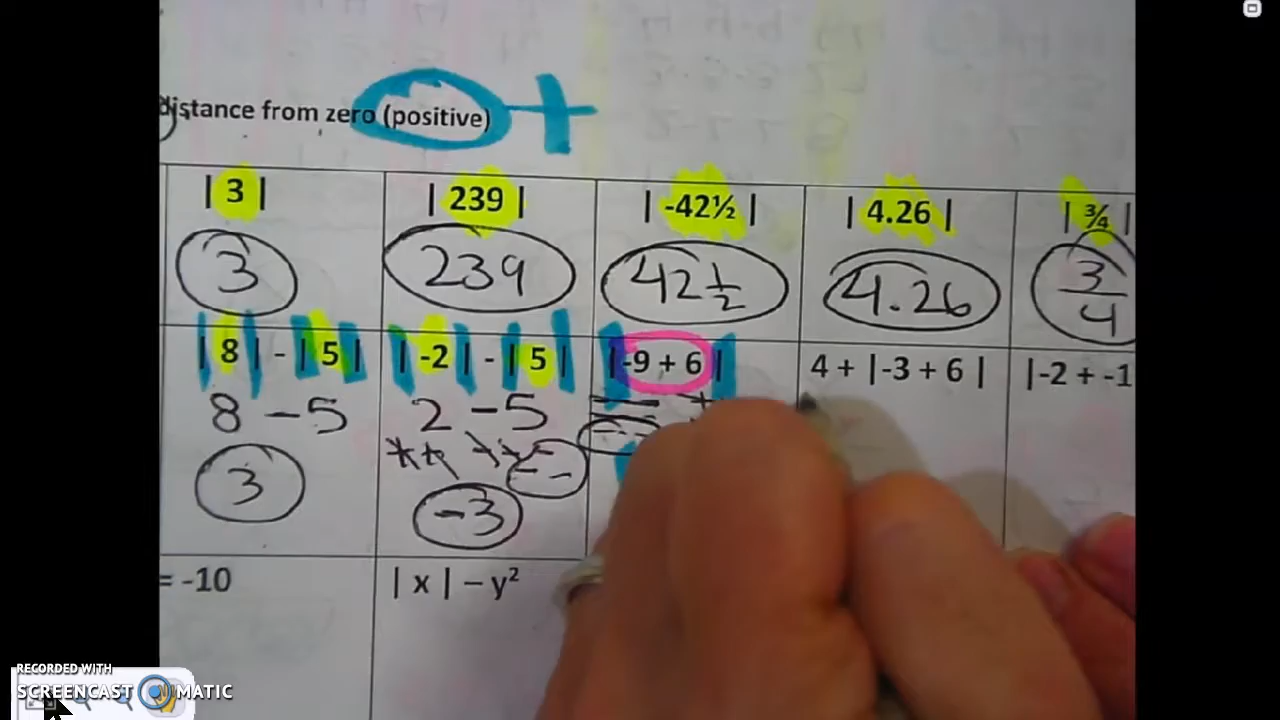 distance from zero (positive) +
| 3 | | 239 | | -42½ | | 4.26 | | ¾ |
3 239 42 1/2 4.26 3/4
| 8 | - | 5 | | -2 | - | 5 | | -9 + 6 | 4 + | -3 + 6 | | -2 + -1
8 - 5 2 - 5
3 -3
= -10 | x | – y²
RECORDED WITH
SCREENCAST MATIC